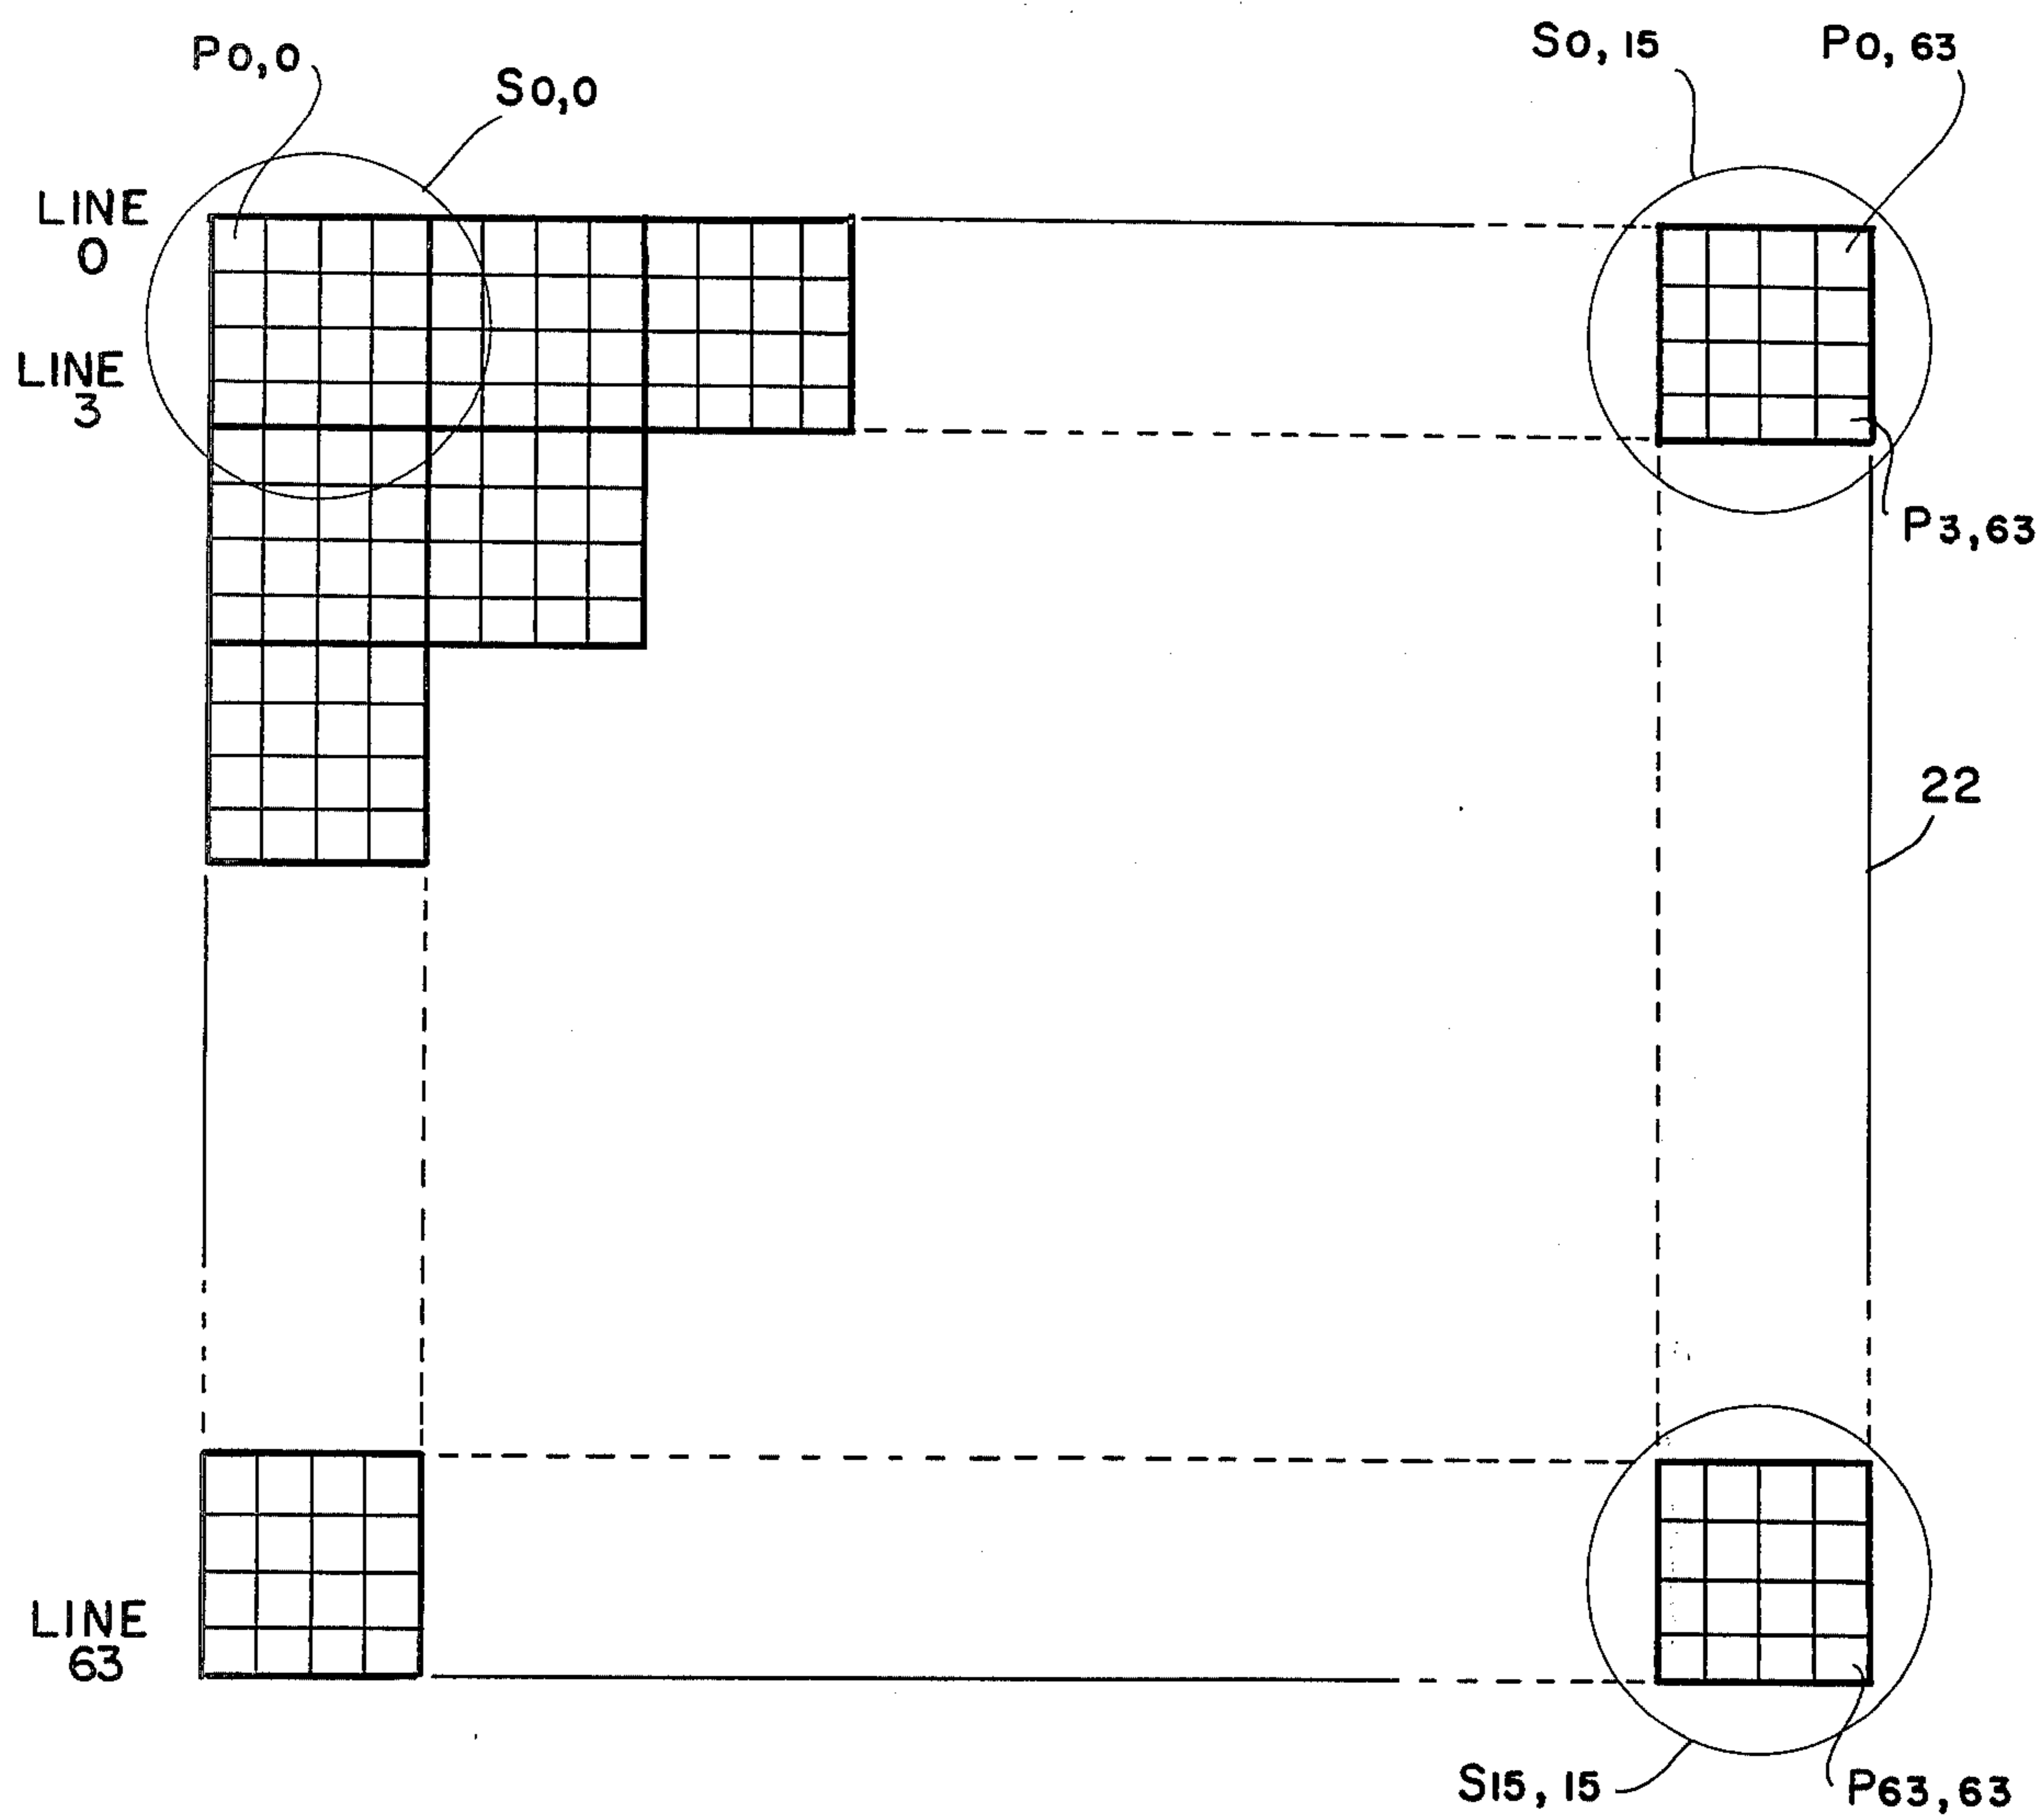 Po,o
So,o
So, 15
Po, 63
LINE
0
LINE
3
P3,63
22
LINE
63
S15, 15
P63,63